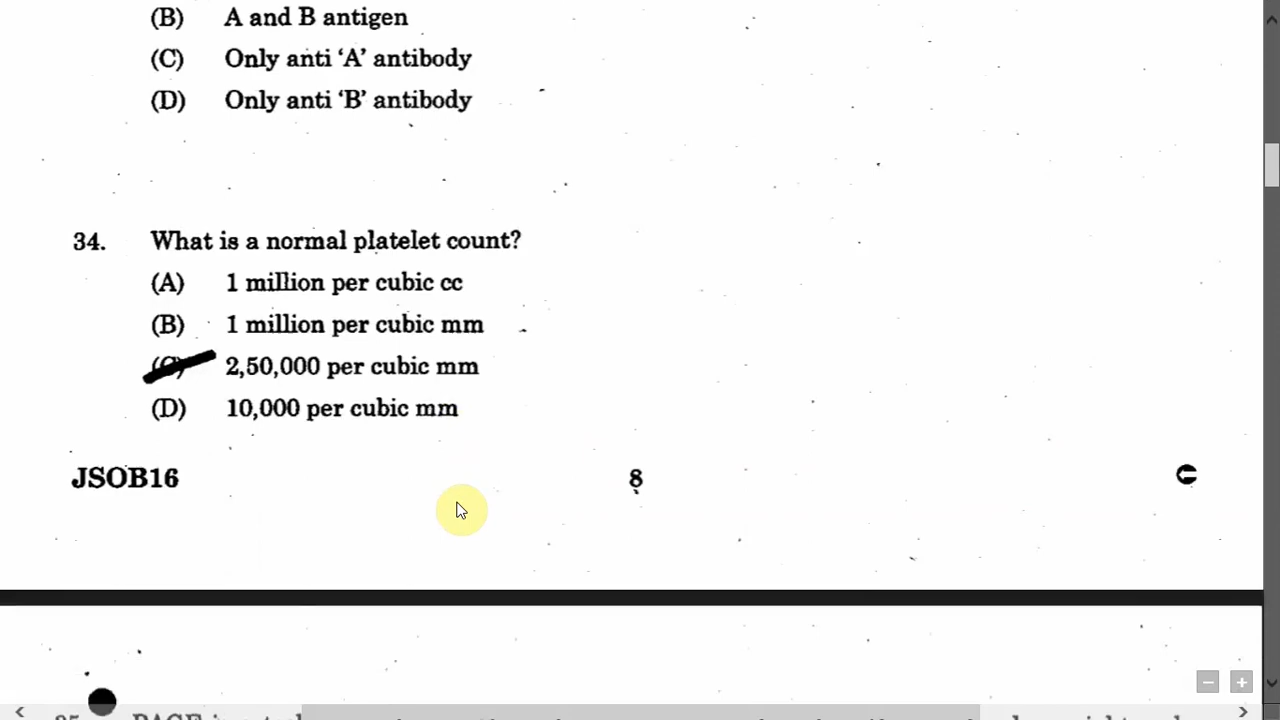 (B) A and B antigen
(C) Only anti ‘A’ antibody
(D) Only anti ‘B’ antibody
34. What is a normal platelet count?
(A) 1 million per cubic cc
(B) 1 million per cubic mm
(C) 2,50,000 per cubic mm
(D) 10,000 per cubic mm
JSOB16 8